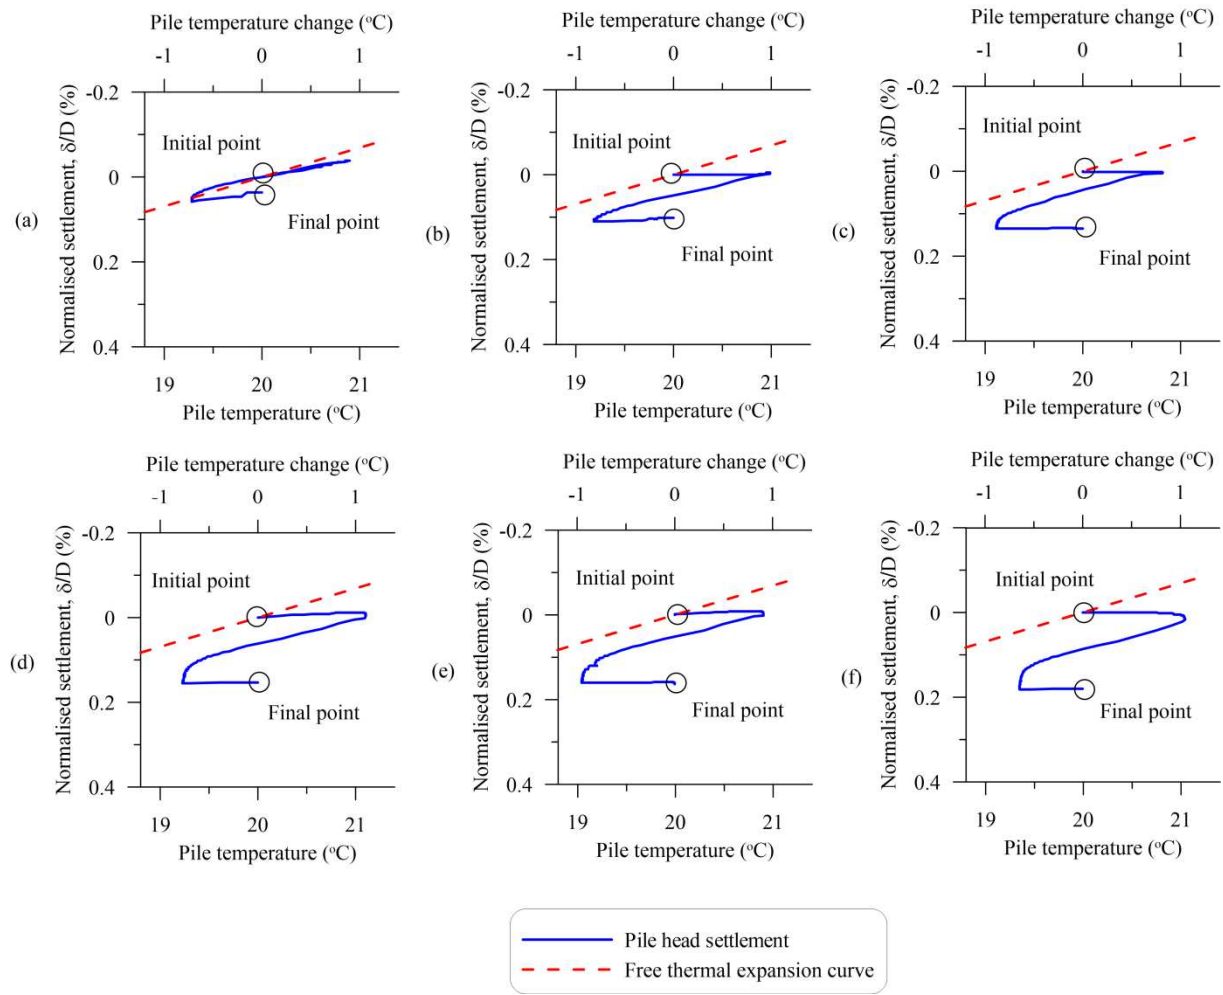 Pile temperature change (°C)
-1 0 1
-0.2
0
0.2
0.4
Normalised settlement, δ/D (%)
Initial point
Final point
(a)
19 20 21
Pile temperature (°C)
Pile temperature change (°C)
-1 0 1
-0.2
0
0.2
0.4
Normalised settlement, δ/D (%)
Initial point
Final point
(b)
19 20 21
Pile temperature (°C)
Pile temperature change (°C)
-1 0 1
-0.2
0
0.2
0.4
Normalised settlement, δ/D (%)
Initial point
Final point
(c)
19 20 21
Pile temperature (°C)
Pile temperature change (°C)
-1 0 1
-0.2
0
0.2
0.4
Normalised settlement, δ/D (%)
Initial point
Final point
(d)
19 20 21
Pile temperature (°C)
Pile temperature change (°C)
-1 0 1
-0.2
0
0.2
0.4
Normalised settlement, δ/D (%)
Initial point
Final point
(e)
19 20 21
Pile temperature (°C)
Pile temperature change (°C)
-1 0 1
-0.2
0
0.2
0.4
Normalised settlement, δ/D (%)
Initial point
Final point
(f)
19 20 21
Pile temperature (°C)
Pile head settlement
Free thermal expansion curve